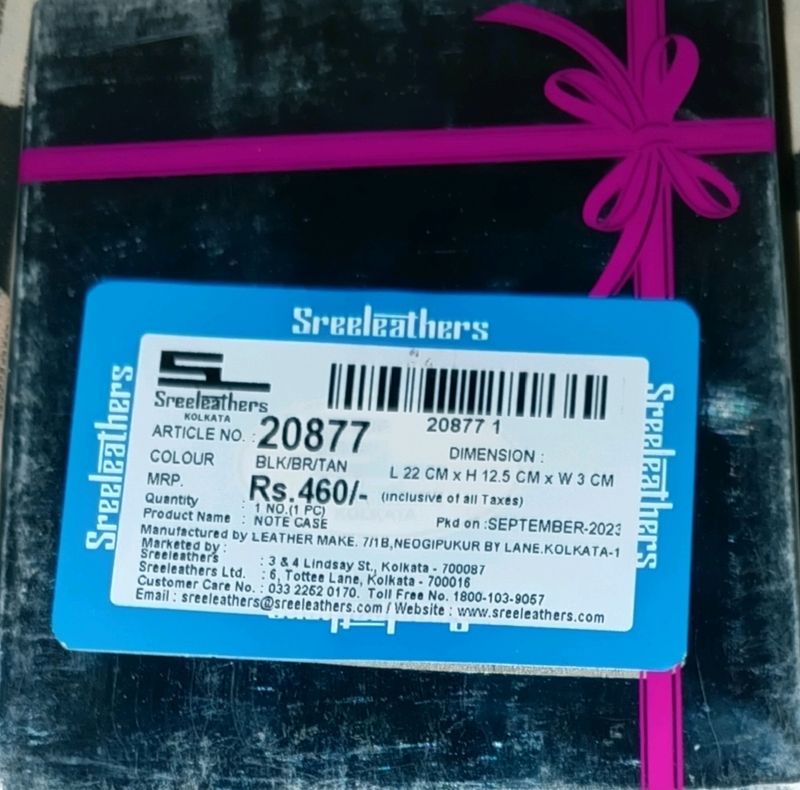 Sreeleathers
Sreeleathers
Sreeleathers
SL
Sreeleathers
KOLKATA
20877 1
ARTICLE NO. : 20877
DIMENSION :
COLOUR BLK/BR/TAN L 22 CM x H 12.5 CM x W 3 CM
MRP. Rs.460/- (inclusive of all Taxes)
Quantity : 1 NO.(1 PC)
Product Name : NOTE CASE Pkd on :SEPTEMBER-2023
Manufactured by LEATHER MAKE. 7/1B,NEOGIPUKUR BY LANE.KOLKATA-1
Marketed by :
Sreeleathers : 3 & 4 Lindsay St., Kolkata - 700087
Sreeleathers Ltd. : 6, Tottee Lane, Kolkata - 700016
Customer Care No. : 033 2252 0170. Toll Free No. 1800-103-9057
Email : sreeleathers@sreeleathers.com / Website : www.sreeleathers.com